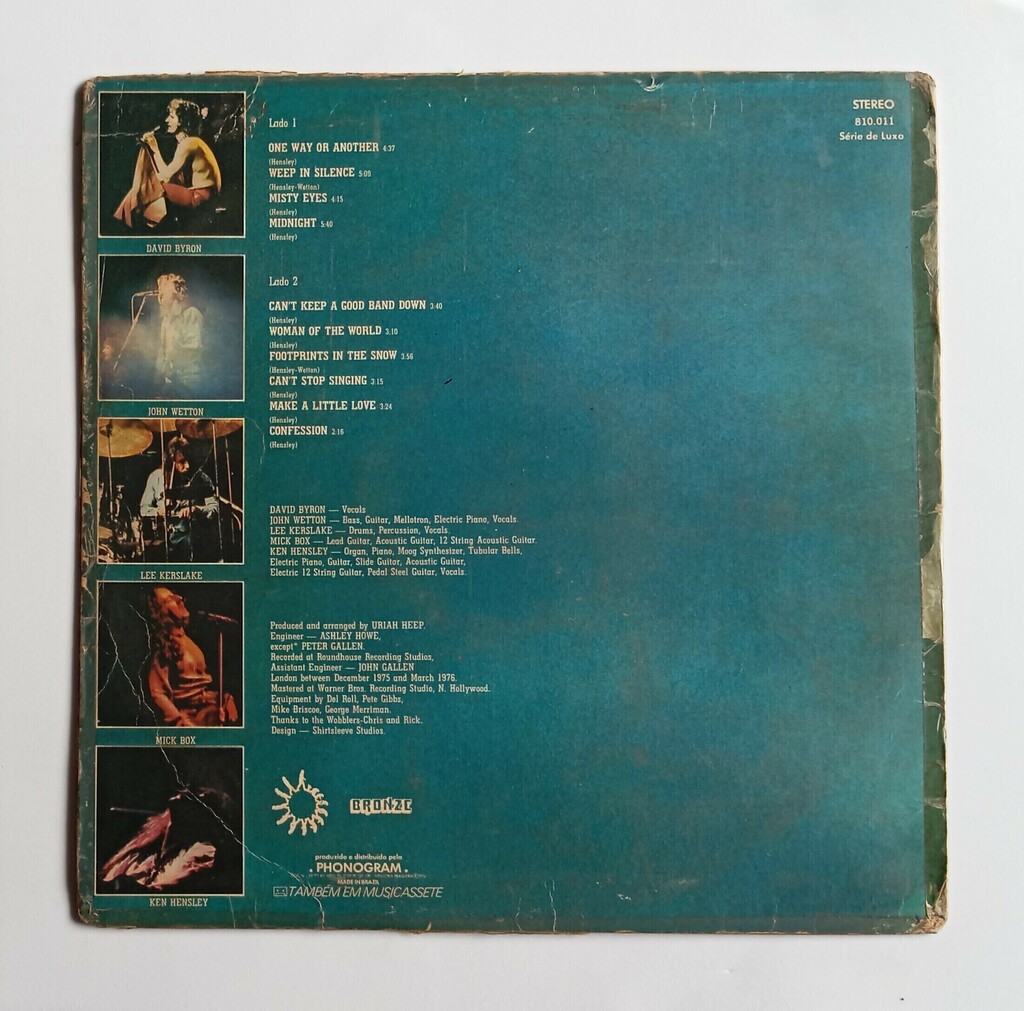 STEREO
810.011
Série de Luxo
Lado 1
ONE WAY OR ANOTHER 4:37
(Hensley)
WEEP IN SILENCE 5:09
(Hensley-Wetton)
MISTY EYES 4:15
(Hensley)
MIDNIGHT 5:40
(Hensley)
Lado 2
CAN'T KEEP A GOOD BAND DOWN 3:40
(Hensley)
WOMAN OF THE WORLD 3:10
(Hensley)
FOOTPRINTS IN THE SNOW 3:56
(Hensley-Wetton)
CAN'T STOP SINGING 3:15
(Hensley)
MAKE A LITTLE LOVE 3:24
(Hensley)
CONFESSION 2:16
(Hensley)
DAVID BYRON
JOHN WETTON
LEE KERSLAKE
MICK BOX
KEN HENSLEY
DAVID BYRON — Vocals
JOHN WETTON — Bass, Guitar, Mellotron, Electric Piano, Vocals.
LEE KERSLAKE — Drums, Percussion, Vocals.
MICK BOX — Lead Guitar, Acoustic Guitar, 12 String Acoustic Guitar.
KEN HENSLEY — Organ, Piano, Moog Synthesizer, Tubular Bells,
Electric Piano, Guitar, Slide Guitar, Acoustic Guitar,
Electric 12 String Guitar, Pedal Steel Guitar, Vocals.
Produced and arranged by URIAH HEEP.
Engineer — ASHLEY HOWE,
except* PETER GALLEN.
Recorded at Roundhouse Recording Studios,
Assistant Engineer — JOHN GALLEN
London between December 1975 and March 1976.
Mastered at Warner Bros. Recording Studio, N. Hollywood.
Equipment by Del Roll, Pete Gibbs,
Mike Briscoe, George Merriman.
Thanks to the Wobblers-Chris and Rick.
Design — Shirtsleeve Studios.
BRONZE
produzido e distribuído pela
. PHONOGRAM .
MADE IN BRAZIL
TAMBÉM EM MUSICASSETE